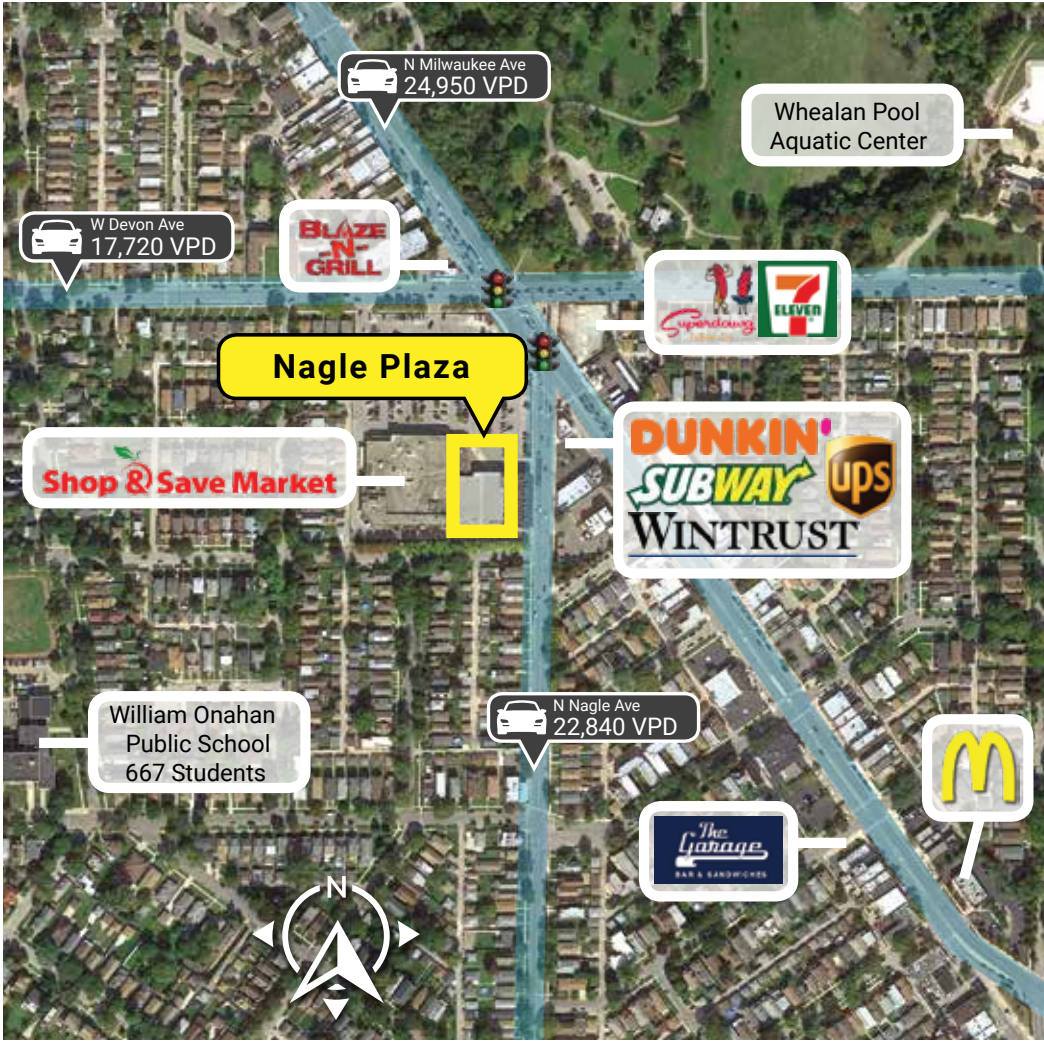 N Milwaukee Ave
24,950 VPD
Whealan Pool
Aquatic Center
W Devon Ave
17,720 VPD
BLAZE
-N-
GRILL
Superdawg
7
ELEVEN
Nagle Plaza
Shop & Save Market
DUNKIN'
SUBWAY
ups
WINTRUST
William Onahan
Public School
667 Students
N Nagle Ave
22,840 VPD
M
The
Garage
BAR & SANDWICHES
N